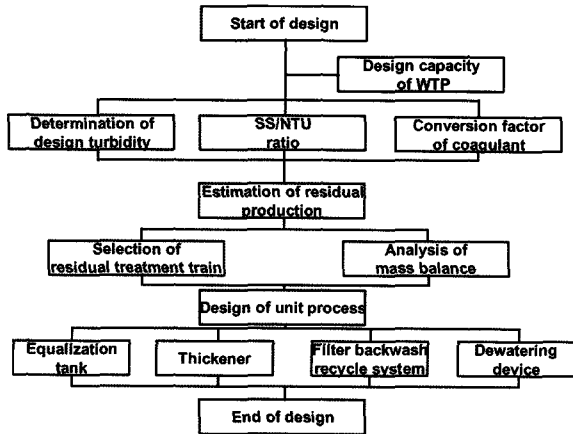 Start of design
Design capacity
of WTP
Determination of
design turbidity
SS/NTU
ratio
Conversion factor
of coagulant
Estimation of residual
production
Selection of
residual treatment train
Analysis of
mass balance
Design of unit process
Equalization
tank
Thickener
Filter backwash
recycle system
Dewatering
device
End of design